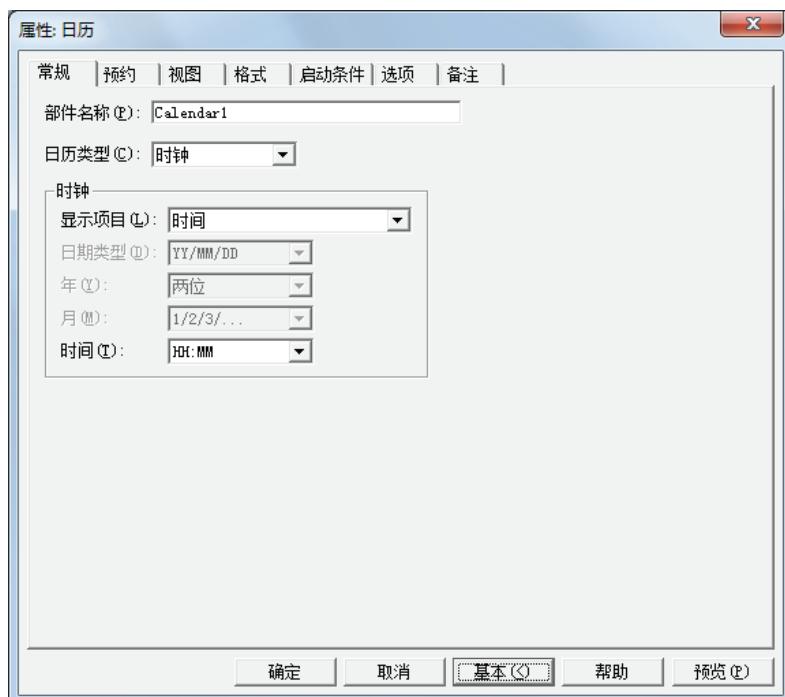 属性: 日历
常规 预约 视图 格式 启动条件 选项 备注
部件名称(P): Calendar1
日历类型(C): 时钟
时钟
显示项目(L): 时间
日期类型(D): YY/MM/DD
年(Y): 两位
月(M): 1/2/3/...
时间(T): HH:MM
确定 取消 基本(<) 帮助 预览(P)